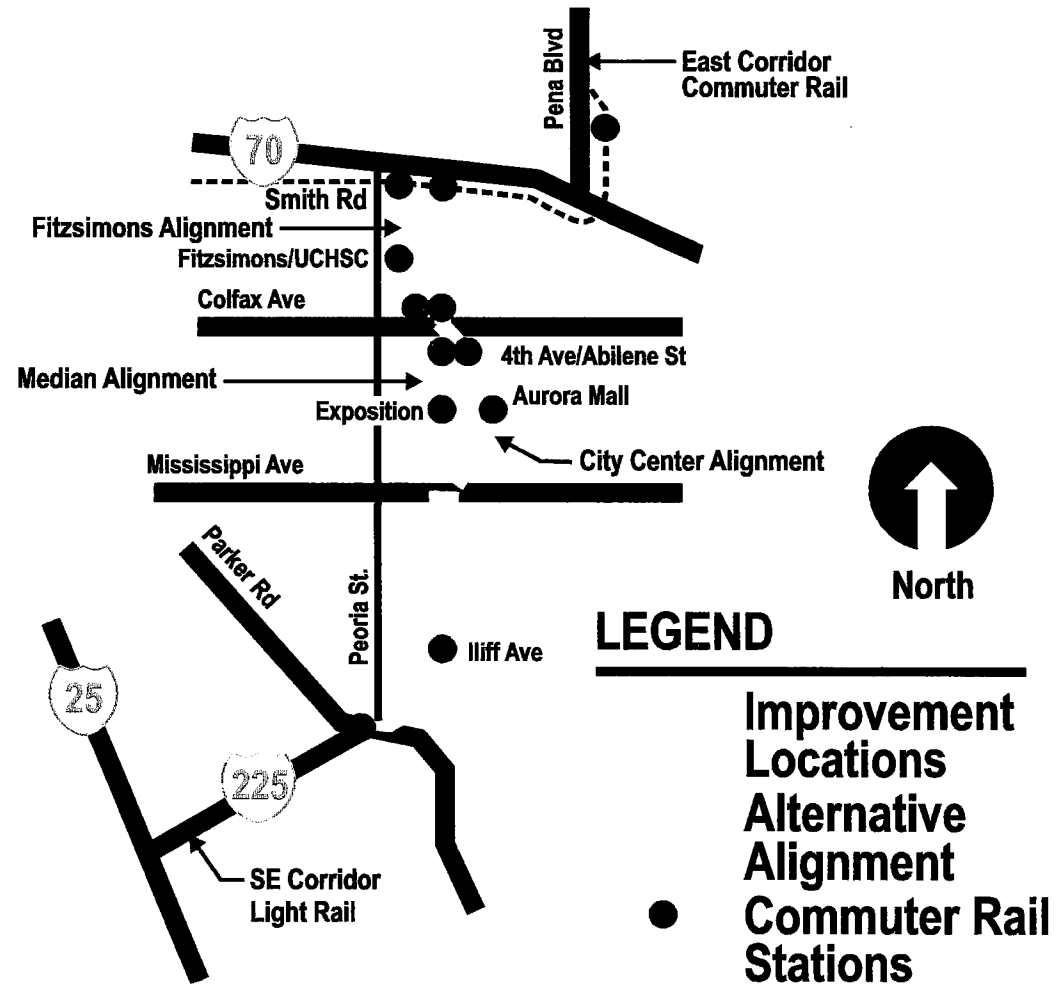 Pena Blvd
East Corridor
Commuter Rail
70
Smith Rd
Fitzsimons Alignment
Fitzsimons/UCHSC
Colfax Ave
4th Ave/Abilene St
Median Alignment
Aurora Mall
Exposition
City Center Alignment
Mississippi Ave
North
Parker Rd
Peoria St.
Iliff Ave
25
225
SE Corridor
Light Rail
LEGEND
Improvement
Locations
Alternative
Alignment
Commuter Rail
Stations